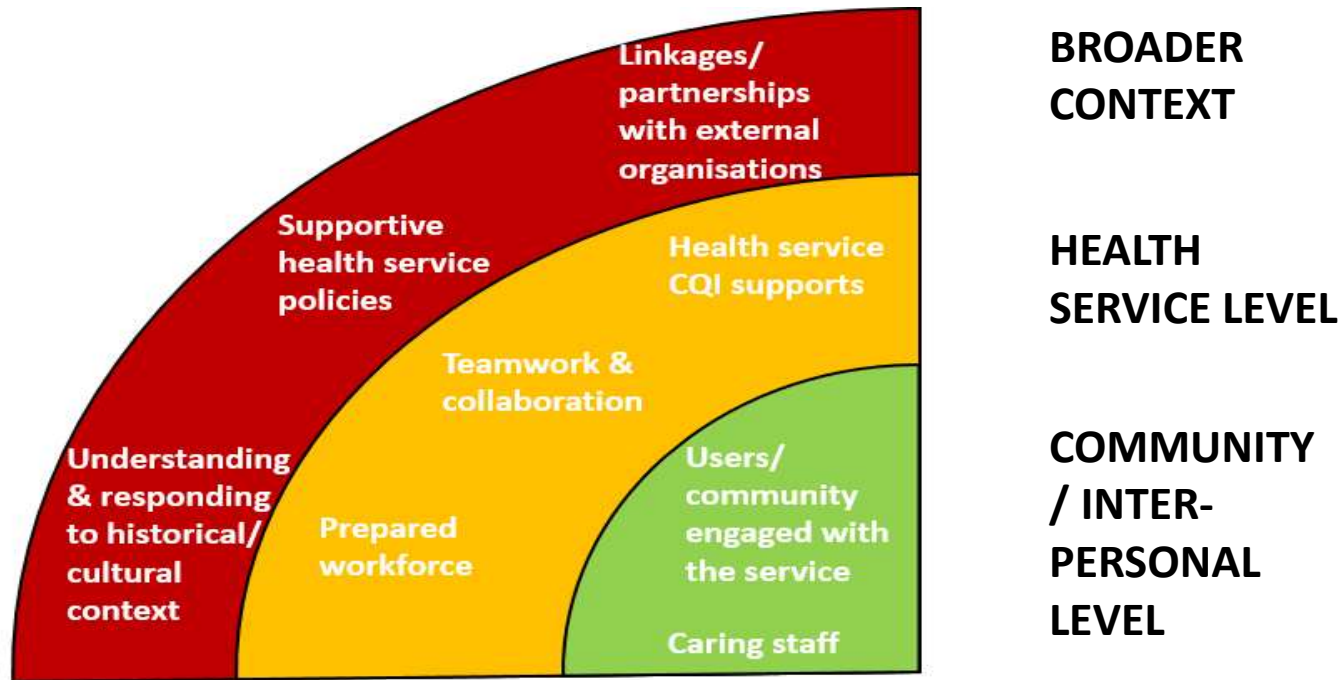 Linkages/
partnerships
with external
organisations
Supportive
health service
policies
Understanding
& responding
to historical/
cultural
context
Health service
CQI supports
Teamwork &
collaboration
Prepared
workforce
Users/
community
engaged with
the service
Caring staff
BROADER
CONTEXT
HEALTH
SERVICE LEVEL
COMMUNITY
/ INTER-
PERSONAL
LEVEL